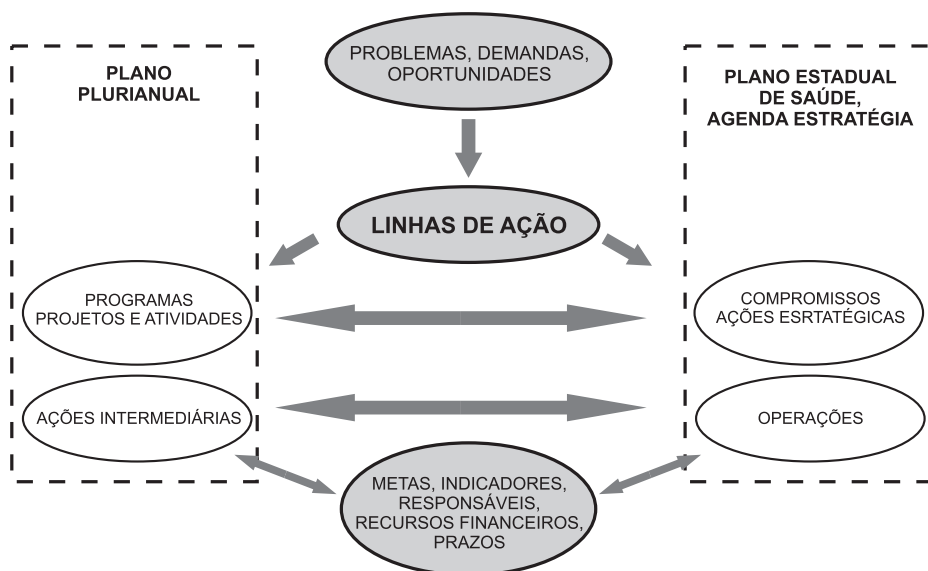 PROBLEMAS, DEMANDAS,
OPORTUNIDADES
PLANO
PLURIANUAL
PLANO ESTADUAL
DE SAÚDE,
AGENDA ESTRATÉGIA
LINHAS DE AÇÃO
PROGRAMAS
PROJETOS E ATIVIDADES
COMPROMISSOS
AÇÕES ESRTATÉGICAS
AÇÕES INTERMEDIÁRIAS
OPERAÇÕES
METAS, INDICADORES,
RESPONSÁVEIS,
RECURSOS FINANCEIROS,
PRAZOS